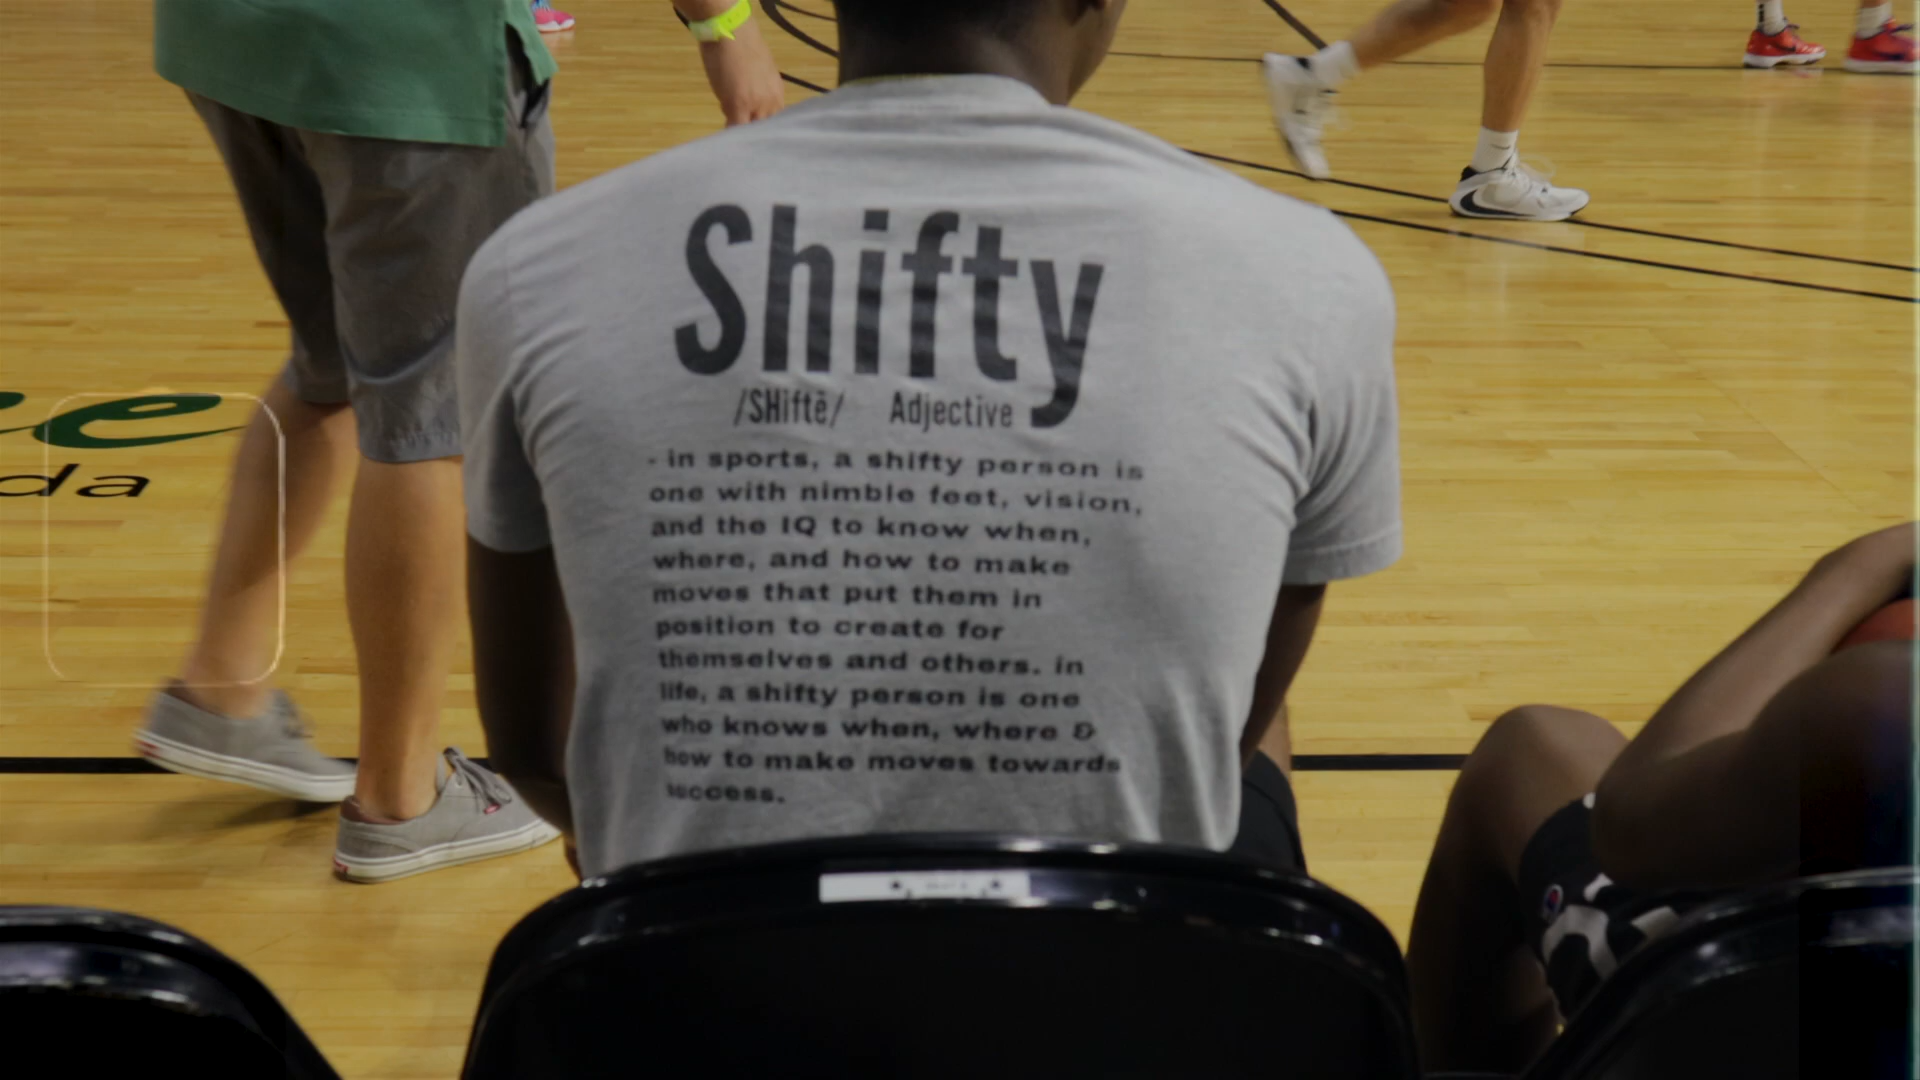 Shifty
/SHiftē/ Adjective
- in sports, a shifty person is
one with nimble feet, vision,
and the IQ to know when,
where, and how to make
moves that put them in
position to create for
themselves and others. in
life, a shifty person is one
who knows when, where &
how to make moves towards
success.
e
da